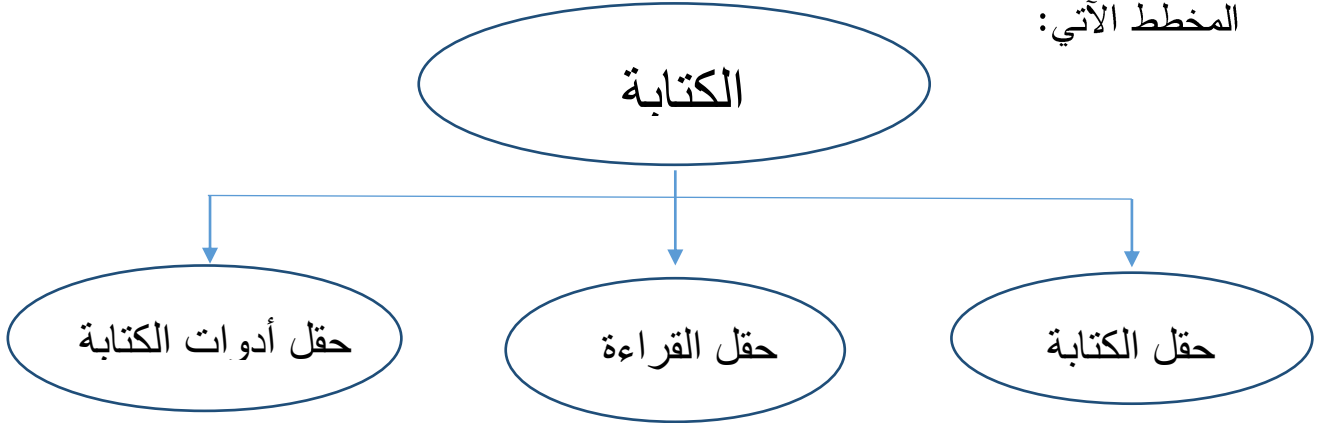 المخطط الآتي:
الكتابة
حقل الكتابة
حقل القراءة
حقل أدوات الكتابة